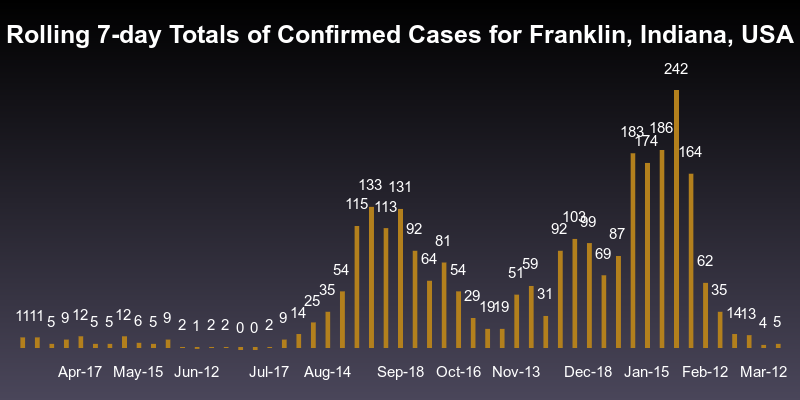 Rolling 7-day Totals of Confirmed Cases for Franklin, Indiana, USA
11 11 5 9 12 5 5 12 6 5 9 2 1 2 2 0 0 2 9 14 25 35 54 115 133 113 131 92 64 81 54 29 19 19 51 59 31 92 103 99 69 87 183 174 186 242 164 62 35 14 13 4 5
Apr-17 May-15 Jun-12 Jul-17 Aug-14 Sep-18 Oct-16 Nov-13 Dec-18 Jan-15 Feb-12 Mar-12